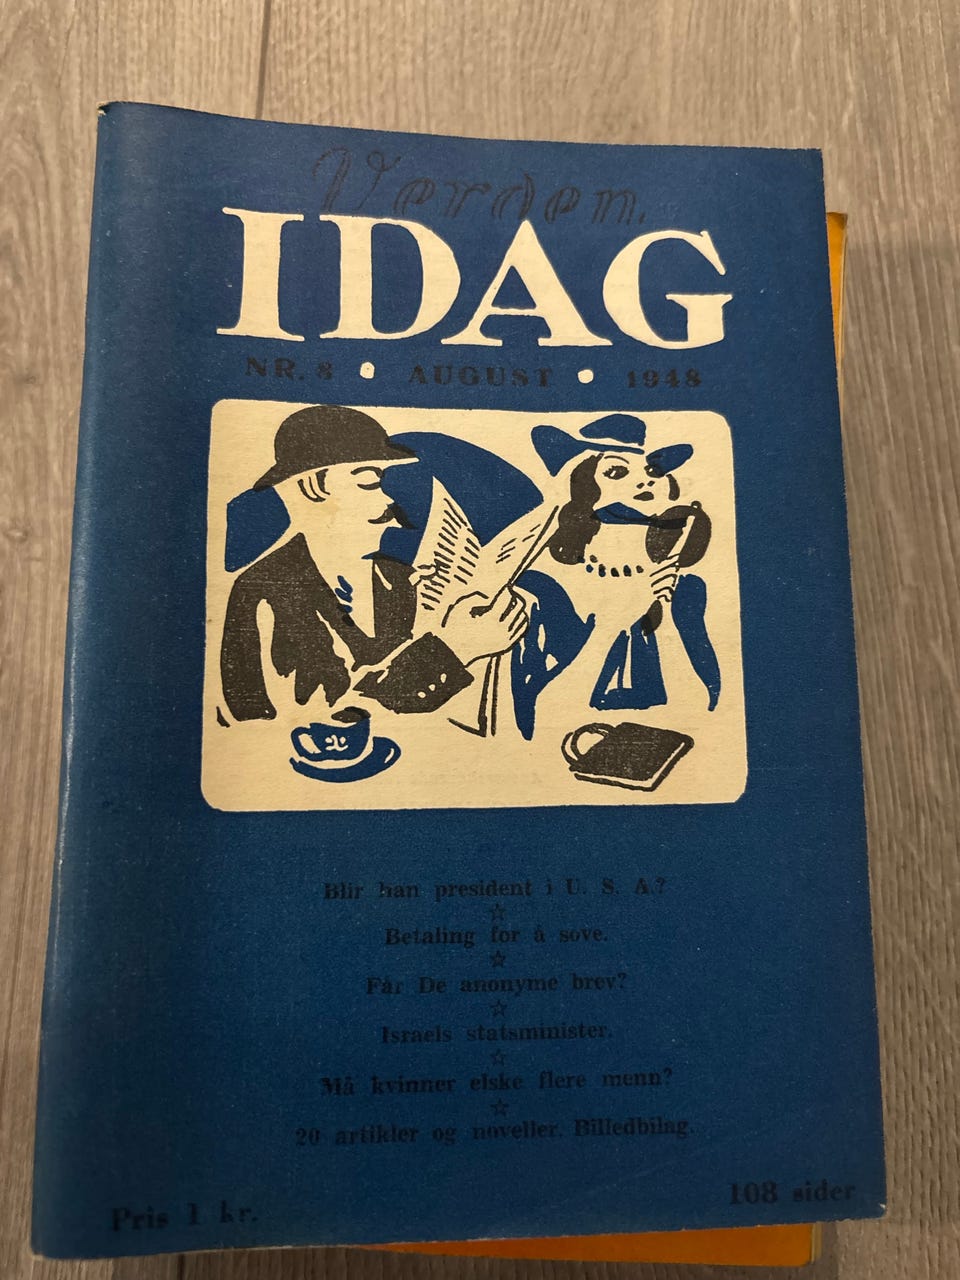 Verden.
IDAG
NR. 8 • AUGUST • 1948
Blir han president i U. S. A.?
☆
Betaling for å sove.
☆
Får De anonyme brev?
☆
Israels statsminister.
☆
Må kvinner elske flere menn?
☆
20 artikler og noveller. Billedbilag.
Pris 1 kr.
108 sider